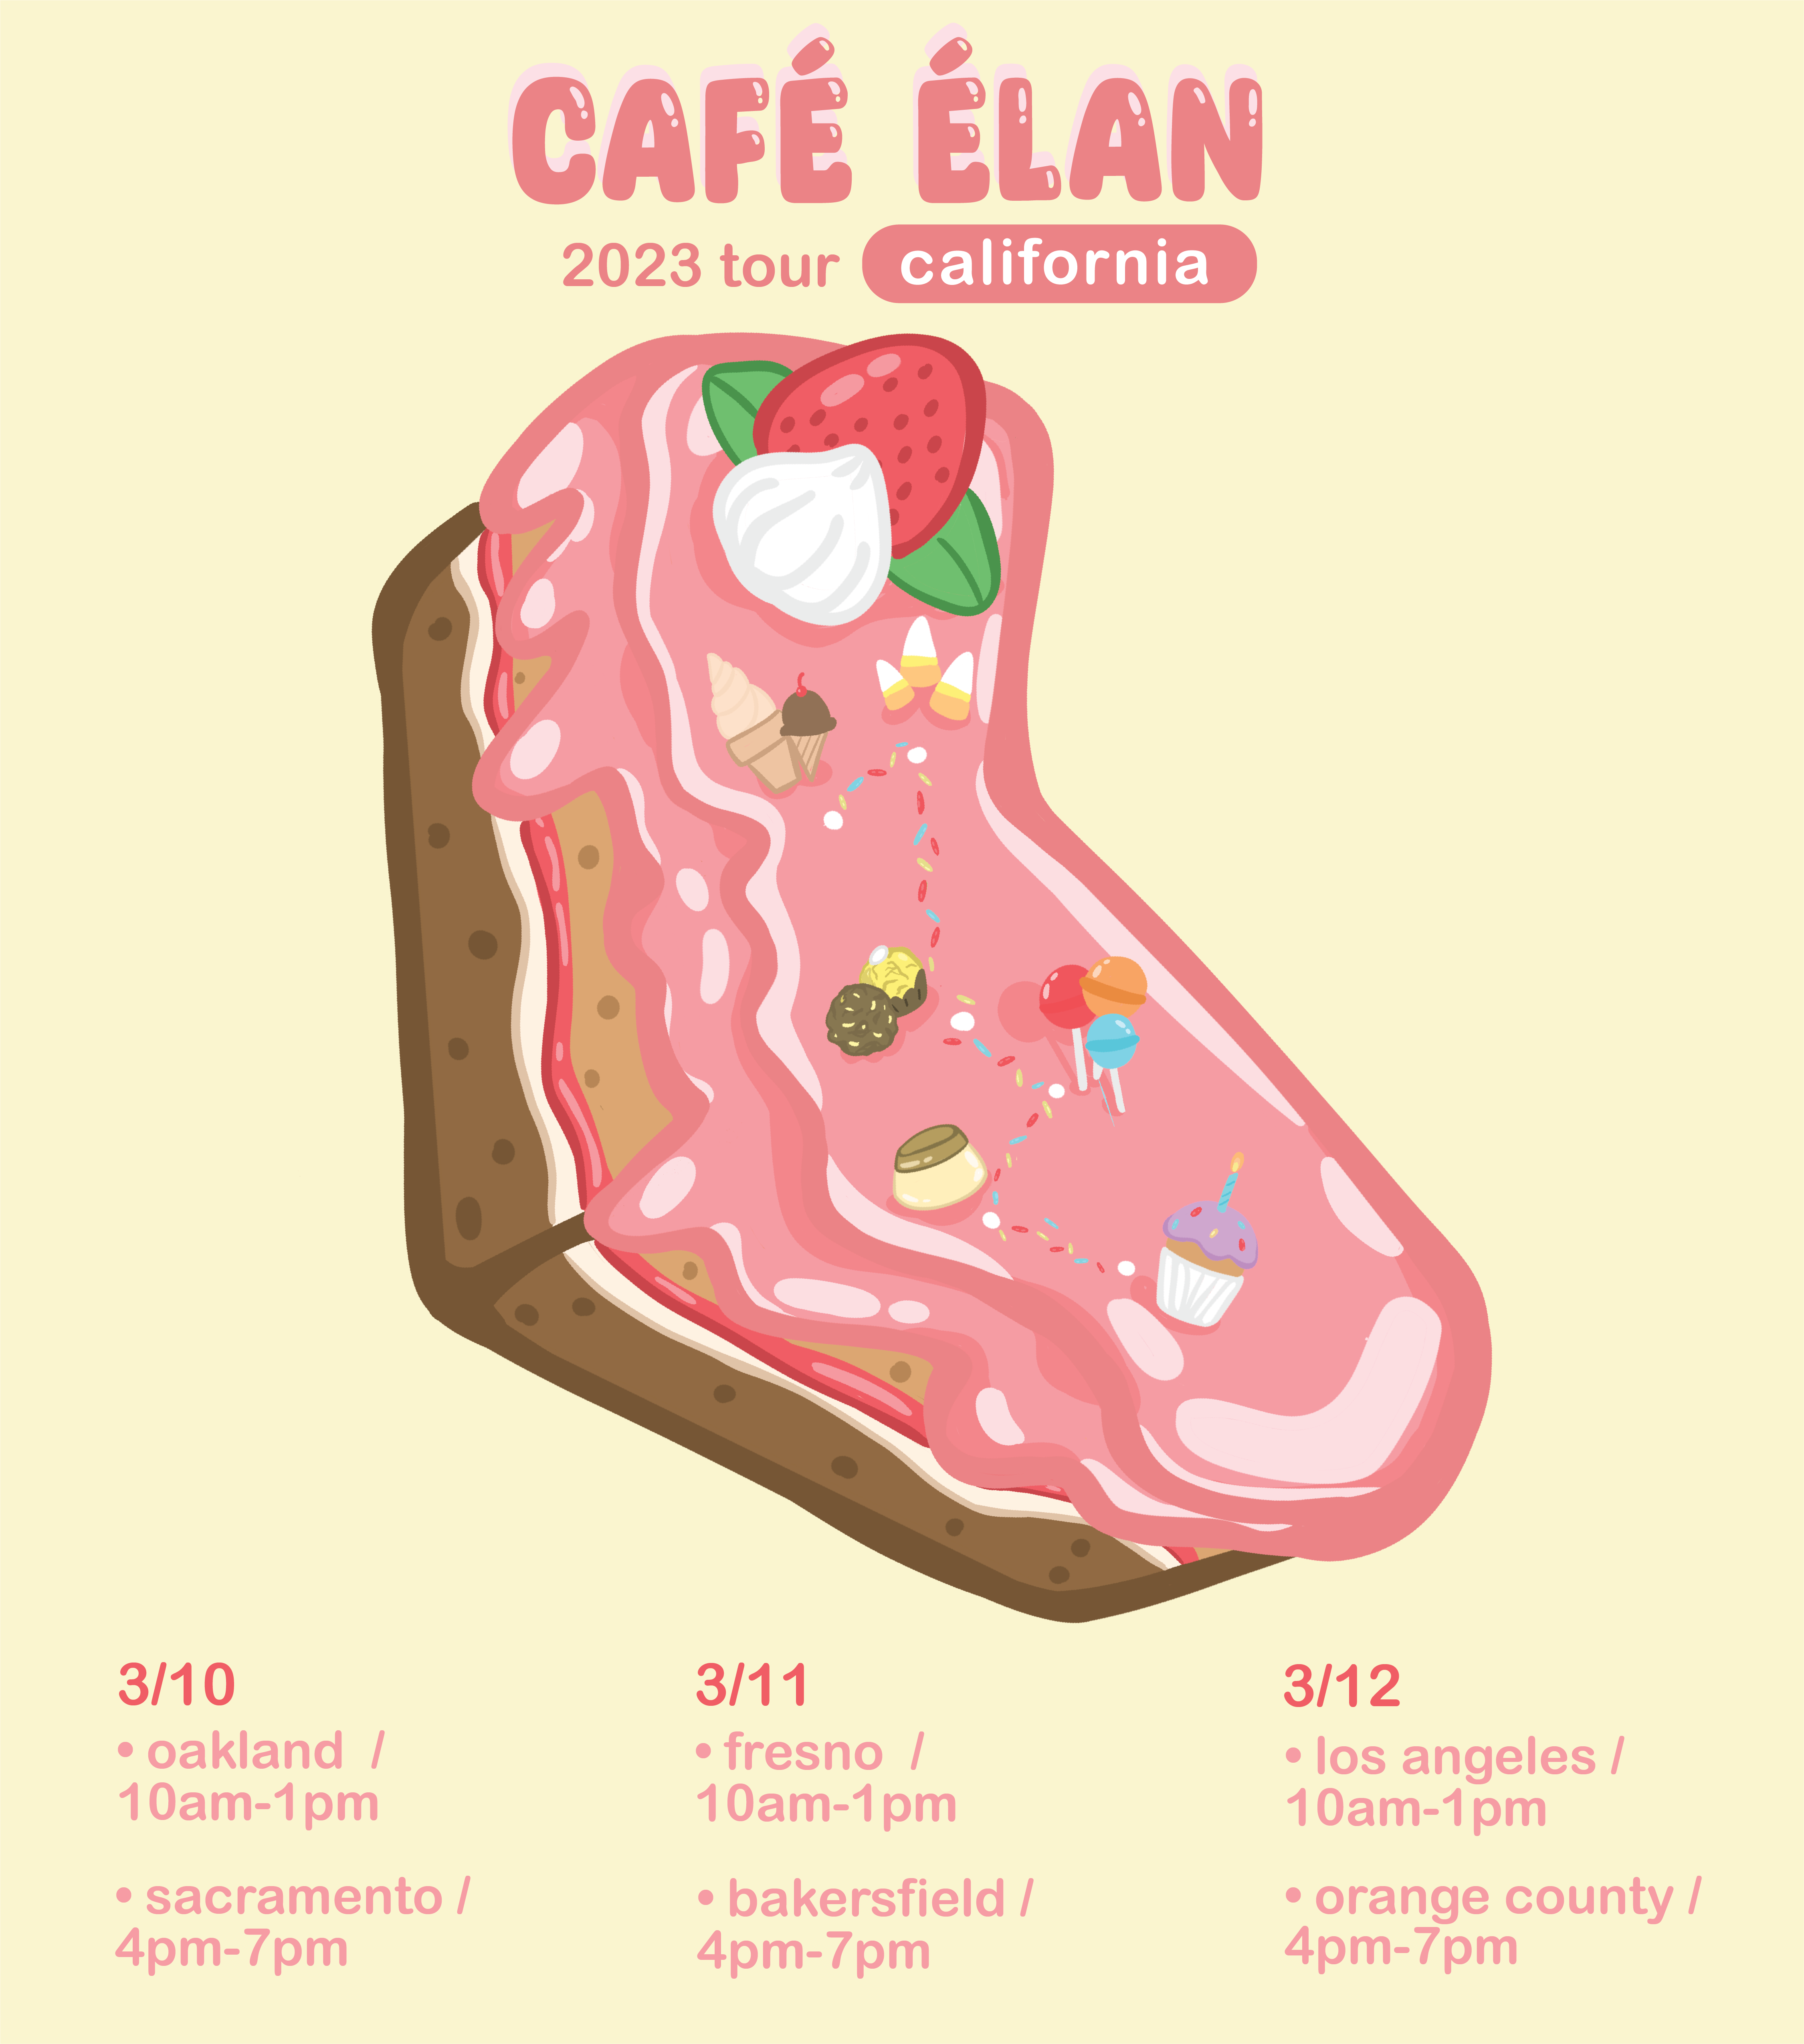 CAFÉ ÉLAN
2023 tour california
3/10
• oakland /
10am-1pm
• sacramento /
4pm-7pm
3/11
• fresno /
10am-1pm
• bakersfield /
4pm-7pm
3/12
• los angeles /
10am-1pm
• orange county /
4pm-7pm